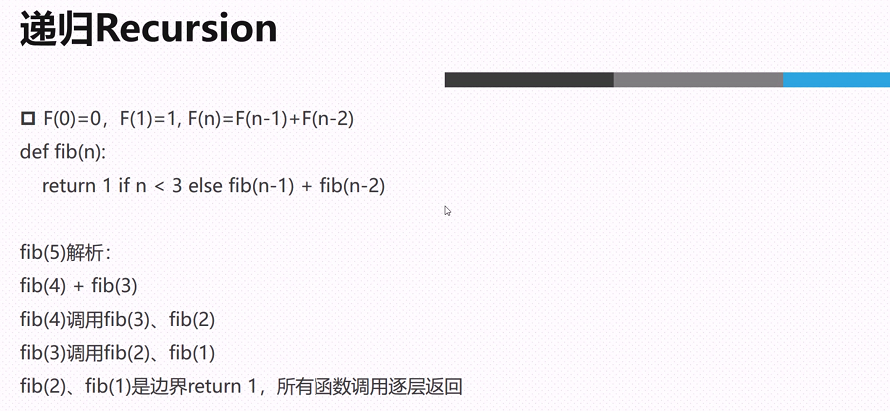 递归Recursion
F(0)=0，F(1)=1, F(n)=F(n-1)+F(n-2)
def fib(n):
return 1 if n < 3 else fib(n-1) + fib(n-2)
fib(5)解析：
fib(4) + fib(3)
fib(4)调用fib(3)、fib(2)
fib(3)调用fib(2)、fib(1)
fib(2)、fib(1)是边界return 1，所有函数调用逐层返回